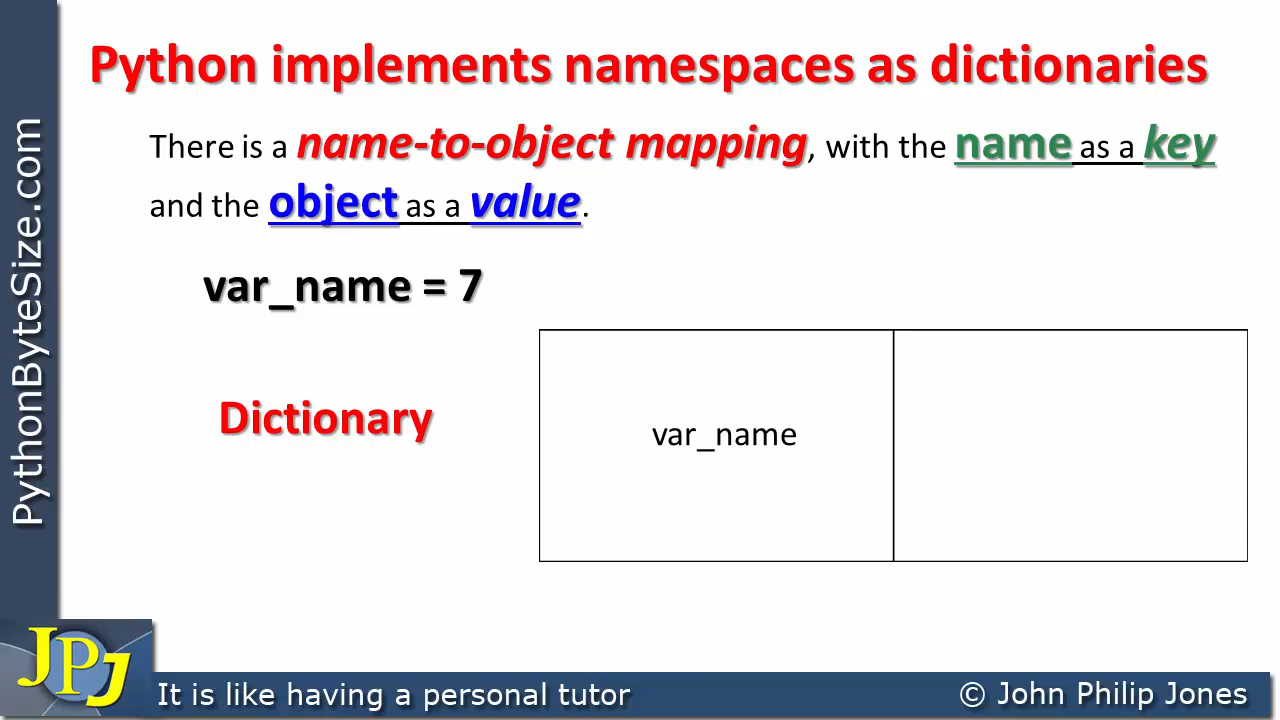 Python implements namespaces as dictionaries
There is a name-to-object mapping, with the name as a key
and the object as a value.
var_name = 7
Dictionary
var_name
PythonByteSize.com
JPJ
It is like having a personal tutor
© John Philip Jones